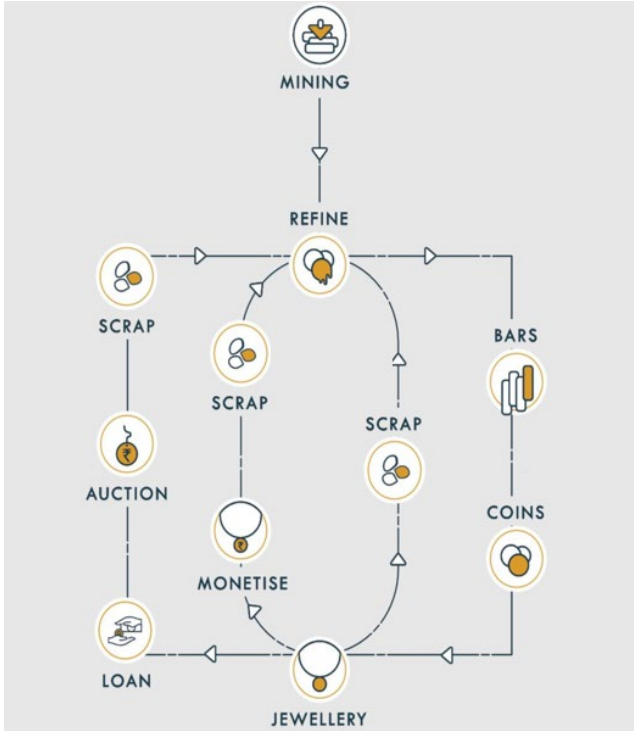 MINING
REFINE
SCRAP
BARS
SCRAP
SCRAP
₹
AUCTION
COINS
₹
MONETISE
LOAN
JEWELLERY